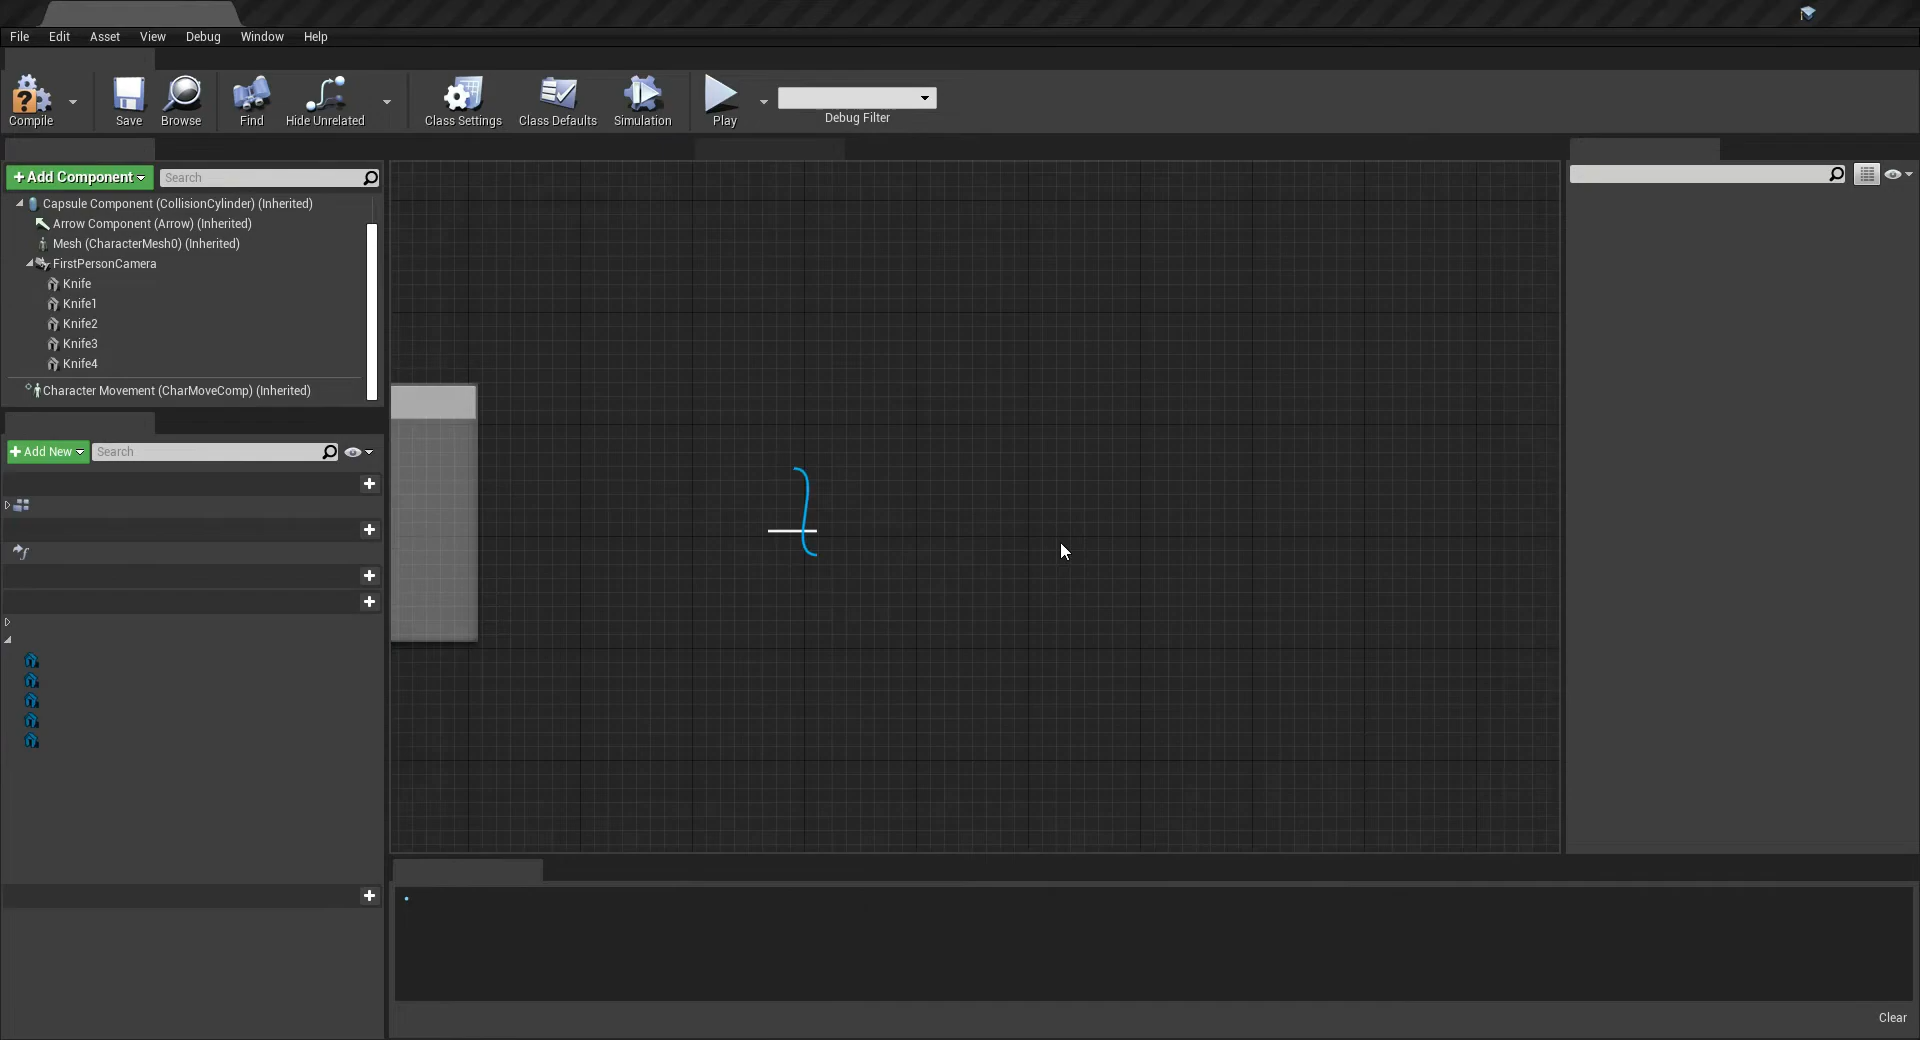 File Edit Asset View Debug Window Help
Compile Save Browse Find Hide Unrelated Class Settings Class Defaults Simulation Play Debug Filter
+ Add Component Search
Capsule Component (CollisionCylinder) (Inherited)
Arrow Component (Arrow) (Inherited)
Mesh (CharacterMesh0) (Inherited)
FirstPersonCamera
Knife
Knife1
Knife2
Knife3
Knife4
Character Movement (CharMoveComp) (Inherited)
+ Add New Search
Clear